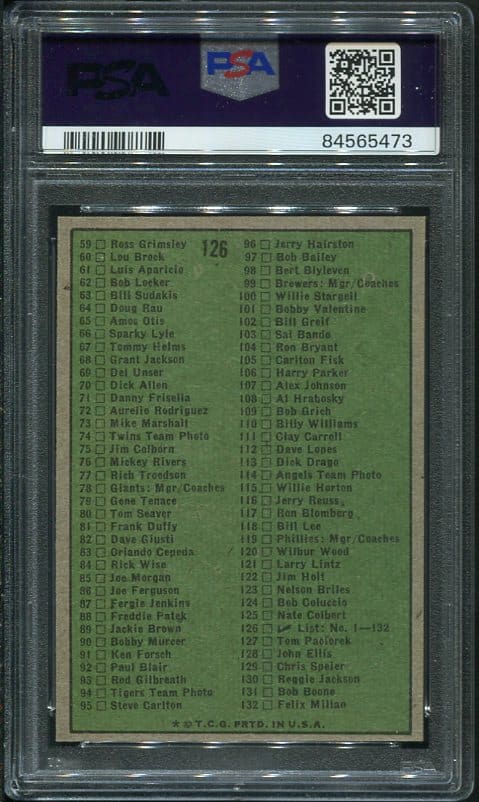 PSA
PSA
84565473
126
59 Ross Grimsley
60 Lou Brock
61 Luis Aparicio
62 Bob Locker
63 Bill Sudakis
64 Doug Rau
65 Amos Otis
66 Sparky Lyle
67 Tommy Helms
68 Grant Jackson
69 Del Unser
70 Dick Allen
71 Danny Frisella
72 Aurelio Rodriguez
73 Mike Marshall
74 Twins Team Photo
75 Jim Colborn
76 Mickey Rivers
77 Rich Troedson
78 Giants: Mgr/Coaches
79 Gene Tenace
80 Tom Seaver
81 Frank Duffy
82 Dave Giusti
83 Orlando Cepeda
84 Rick Wise
85 Joe Morgan
86 Joe Ferguson
87 Fergie Jenkins
88 Freddie Patek
89 Jackie Brown
90 Bobby Murcer
91 Ken Forsch
92 Paul Blair
93 Rod Gilbreath
94 Tigers Team Photo
95 Steve Carlton
96 Jerry Hairston
97 Bob Bailey
98 Bert Blyleven
99 Brewers: Mgr/Coaches
100 Willie Stargell
101 Bobby Valentine
102 Bill Greif
103 Sal Bando
104 Ron Bryant
105 Carlton Fisk
106 Harry Parker
107 Alex Johnson
108 Al Hrabosky
109 Bob Grich
110 Billy Williams
111 Clay Carroll
112 Dave Lopes
113 Dick Drago
114 Angels Team Photo
115 Willie Horton
116 Jerry Reuss
117 Ron Blomberg
118 Bill Lee
119 Phillies: Mgr/Coaches
120 Wilbur Wood
121 Larry Lintz
122 Jim Holt
123 Nelson Briles
124 Bob Coluccio
125 Nate Colbert
126 ✓ List: No. 1—132
127 Tom Paciorek
128 John Ellis
129 Chris Speier
130 Reggie Jackson
131 Bob Boone
132 Felix Millan
* © T.C.G. PRTD. IN U.S.A.